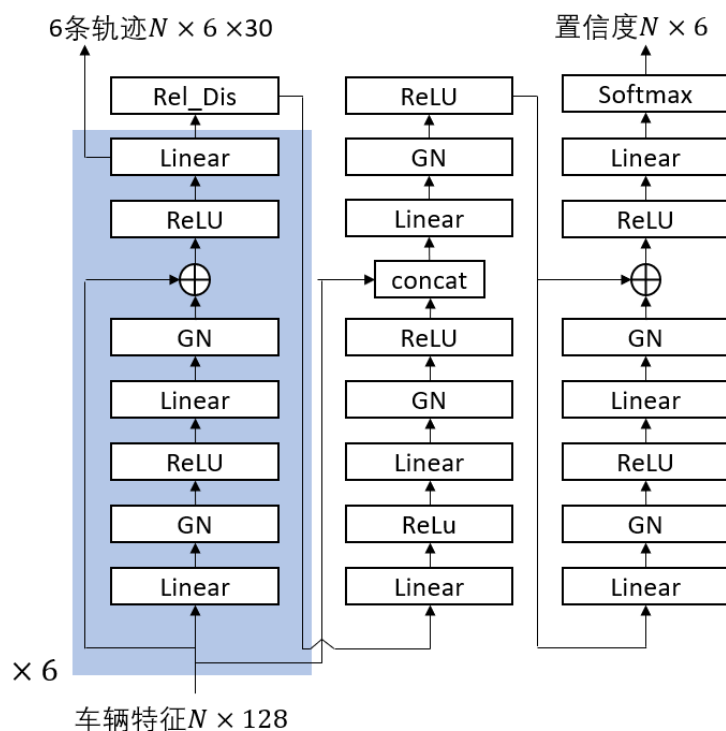 6条轨迹N × 6 ×30
Rel_Dis
Linear
ReLU
GN
Linear
ReLU
GN
Linear
× 6
车辆特征N × 128
ReLU
GN
Linear
concat
ReLU
GN
Linear
ReLu
Linear
置信度N × 6
Softmax
Linear
ReLU
GN
Linear
ReLU
GN
Linear